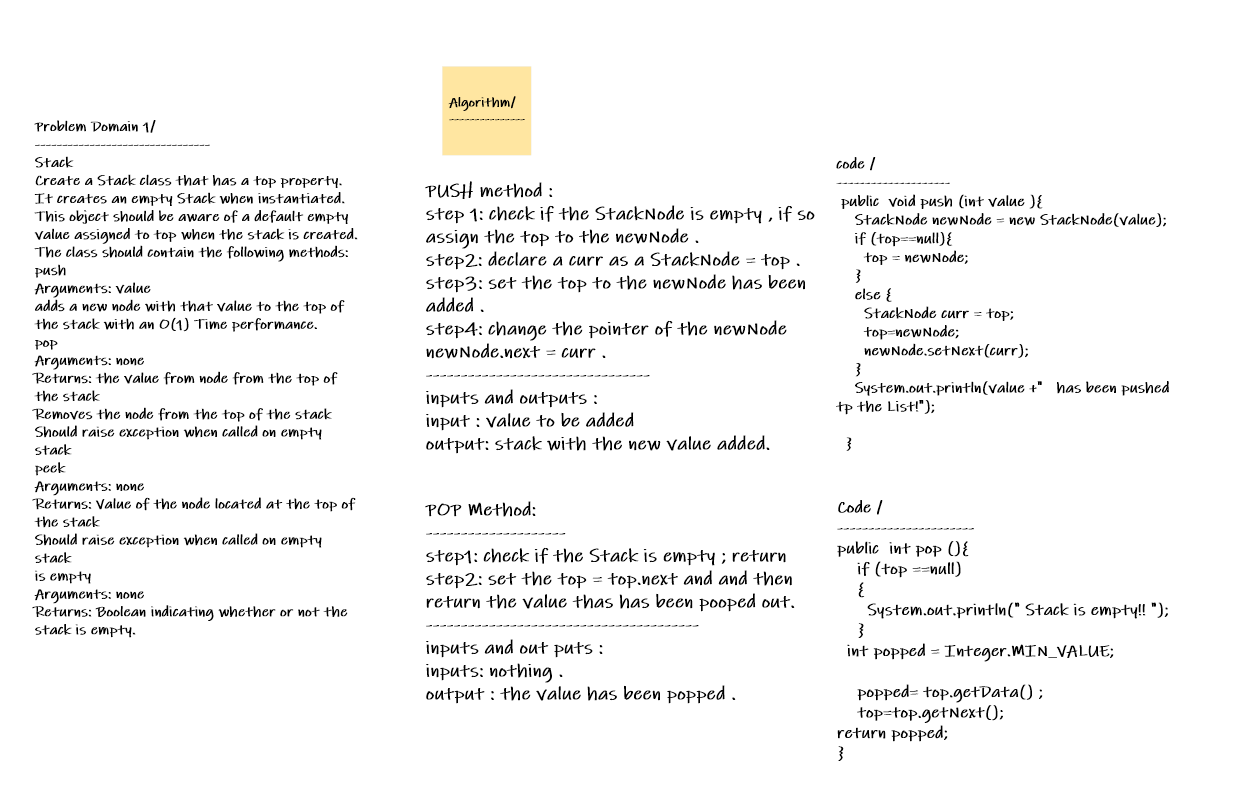 Problem Domain 1/
--------------------------------
Stack
Create a Stack class that has a top property.
It creates an empty Stack when instantiated.
This object should be aware of a default empty
value assigned to top when the stack is created.
The class should contain the following methods:
push
Arguments: value
adds a new node with that value to the top of
the stack with an O(1) Time performance.
pop
Arguments: none
Returns: the value from node from the top of
the stack
Removes the node from the top of the stack
Should raise exception when called on empty
stack
peek
Arguments: none
Returns: Value of the node located at the top of
the stack
Should raise exception when called on empty
stack
is empty
Arguments: none
Returns: Boolean indicating whether or not the
stack is empty.
Algorithm/
--------------
PUSH method :
step 1: check if the StackNode is empty , if so
assign the top to the newNode .
step2: declare a curr as a StackNode = top .
step3: set the top to the newNode has been
added .
step4: change the pointer of the newNode
newNode.next = curr .
--------------------------------
inputs and outputs :
input : value to be added
output: stack with the new value added.
POP Method:
--------------------
step1: check if the Stack is empty ; return
step2: set the top = top.next and and then
return the value thas has been pooped out.
---------------------------------------
inputs and out puts :
inputs: nothing .
output : the value has been popped .
code /
--------------------
public void push (int value ){
StackNode newNode = new StackNode(value);
if (top==null){
top = newNode;
}
else {
StackNode curr = top;
top=newNode;
newNode.setNext(curr);
}
System.out.println(value +" has been pushed
tp the List!");
}
Code /
------------------------
public int pop (){
if (top ==null)
{
System.out.println(" Stack is empty!! ");
}
int popped = Integer.MIN_VALUE;
popped= top.getData() ;
top=top.getNext();
return popped;
}